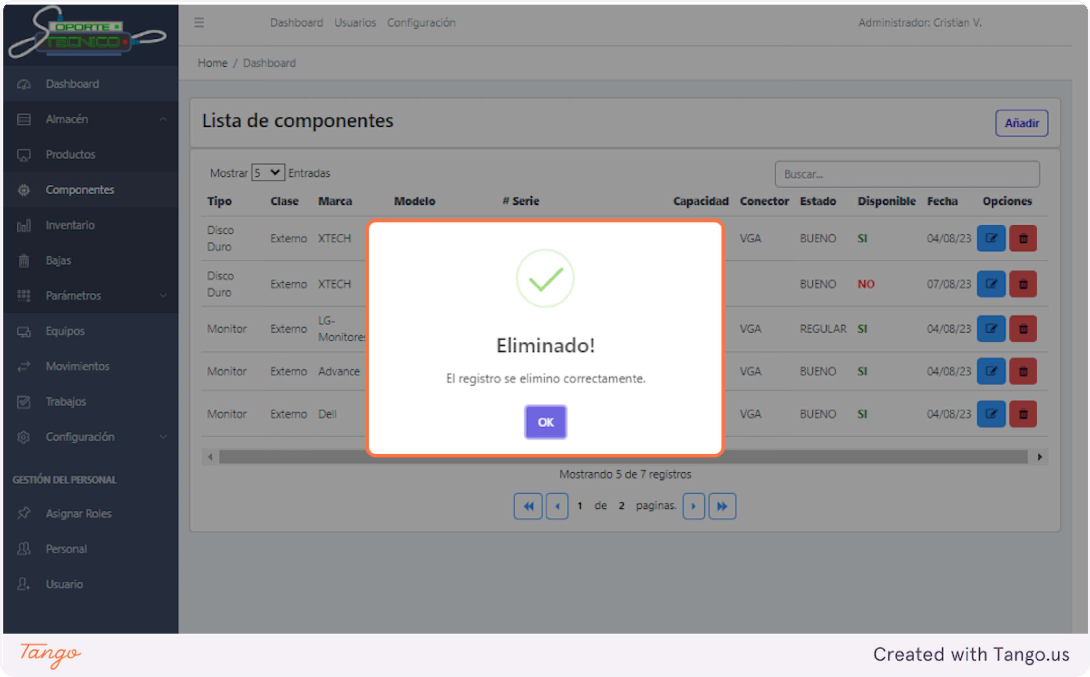 SOPORTE
TECNICO
Dashboard Usuarios Configuración
Administrador: Cristian V.
Home / Dashboard
Dashboard
Almacén
Productos
Componentes
Inventario
Bajas
Parámetros
Equipos
Movimientos
Trabajos
Configuración
GESTIÓN DEL PERSONAL
Asignar Roles
Personal
Usuario
Lista de componentes
Añadir
Mostrar 5 Entradas
Buscar...
Tipo Clase Marca Modelo # Serie Capacidad Conector Estado Disponible Fecha Opciones
Disco Duro Externo XTECH VGA BUENO SI 04/08/23
Disco Duro Externo XTECH BUENO NO 07/08/23
Monitor Externo LG-Monitores VGA REGULAR SI 04/08/23
Monitor Externo Advance VGA BUENO SI 04/08/23
Monitor Externo Dell VGA BUENO SI 04/08/23
Eliminado!
El registro se elimino correctamente.
OK
Mostrando 5 de 7 registros
1 de 2 paginas.
Tango
Created with Tango.us